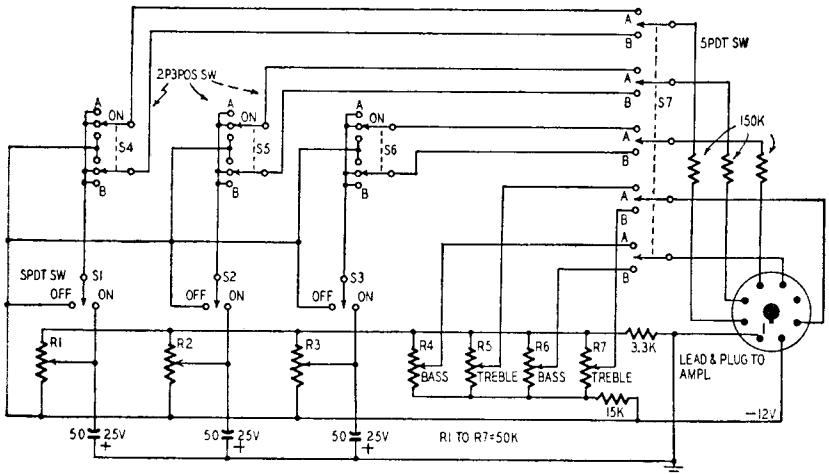 A
B
5PDT SW
2P3POS SW
A
B
A
ON
S4
B
A
ON
S5
B
A
ON
S6
B
S7
A
B
150K
A
B
A
B
SPDT SW
S1
OFF
ON
S2
OFF
ON
S3
OFF
ON
R1
R2
R3
R4
BASS
R5
TREBLE
R6
BASS
R7
TREBLE
3.3K
15K
LEAD & PLUG TO
AMPL
—12V
50
25V
+
50
25V
+
50
25V
+
R1 TO R7=50K